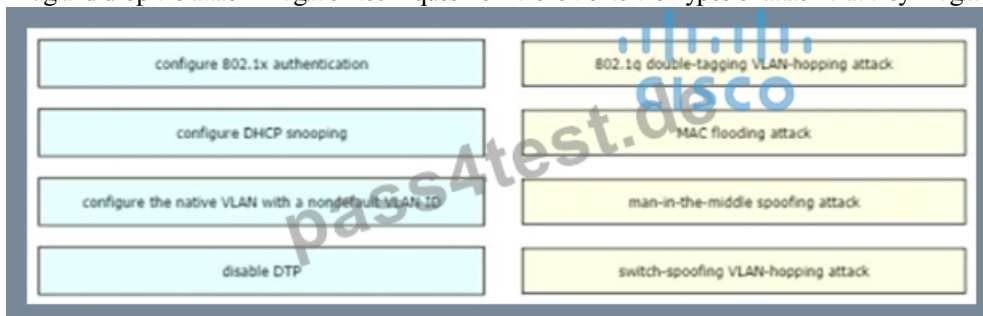 configure 802.1x authentication
configure DHCP snooping
configure the native VLAN with a nondefault VLAN ID
disable DTP
802.1q double-tagging VLAN-hopping attack
MAC flooding attack
man-in-the-middle spoofing attack
switch-spoofing VLAN-hopping attack
CISCO
pass4test.de